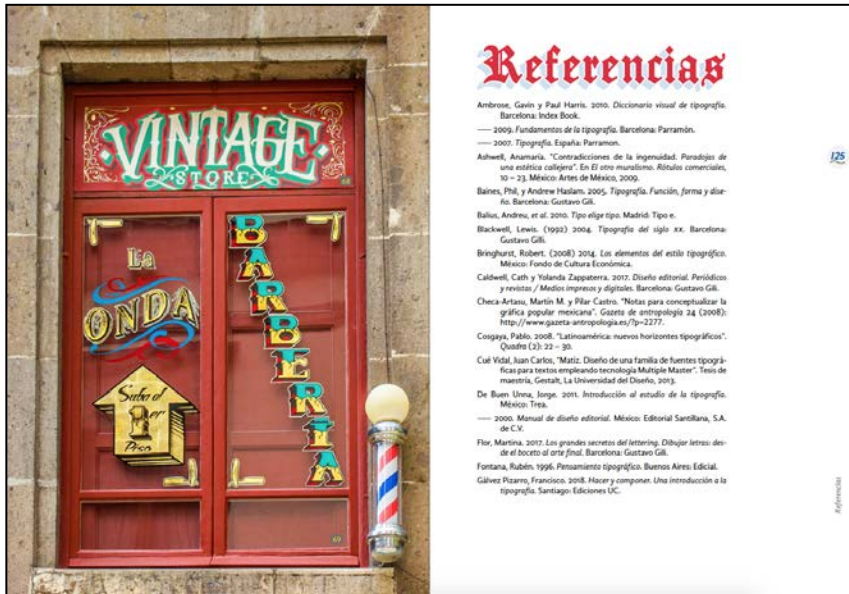 VINTAGE
STORE
68
La
ONDA
Suba al
1er
Piso
BARBERÍA
69
Referencias
Ambrose, Gavin y Paul Harris. 2010. Diccionario visual de tipografía.
Barcelona: Index Book.
—— 2009. Fundamentos de la tipografía. Barcelona: Parramón.
—— 2007. Tipografía. España: Parramon.
Ashwell, Anamaria. "Contradicciones de la ingenuidad. Paradojas de
una estética callejera". En El otro muralismo. Rótulos comerciales,
10 – 23. México: Artes de México, 2009.
Baines, Phil, y Andrew Haslam. 2005. Tipografía. Función, forma y dise-
ño. Barcelona: Gustavo Gili.
Balius, Andreu, et al. 2010. Tipo elige tipo. Madrid: Tipo e.
Blackwell, Lewis. (1992) 2004. Tipografía del siglo XX. Barcelona:
Gustavo Gilli.
Bringhurst, Robert. (2008) 2014. Los elementos del estilo tipográfico.
México: Fondo de Cultura Económica.
Caldwell, Cath y Yolanda Zappaterra. 2017. Diseño editorial. Periódicos
y revistas / Medios impresos y digitales. Barcelona: Gustavo Gili.
Checa-Artasu, Martín M. y Pilar Castro. "Notas para conceptualizar la
gráfica popular mexicana". Gazeta de antropología 24 (2008):
http://www.gazeta-antropologia.es/?p=2277.
Cosgaya, Pablo. 2008. "Latinoamérica: nuevos horizontes tipográficos".
Quadra (2): 22 – 30.
Cué Vidal, Juan Carlos, "Matiz. Diseño de una familia de fuentes tipográ-
ficas para textos empleando tecnología Multiple Master". Tesis de
maestría, Gestalt, La Universidad del Diseño, 2013.
De Buen Unna, Jorge. 2011. Introducción al estudio de la tipografía.
México: Trea.
—— 2000. Manual de diseño editorial. México: Editorial Santillana, S.A.
de C.V.
Flor, Martina. 2017. Los grandes secretos del lettering. Dibujar letras: des-
de el boceto al arte final. Barcelona: Gustavo Gili.
Fontana, Rubén. 1996. Pensamiento tipográfico. Buenos Aires: Edicial.
Gálvez Pizarro, Francisco. 2018. Hacer y componer. Una introducción a la
tipografía. Santiago: Ediciones UC.
125
Referencias